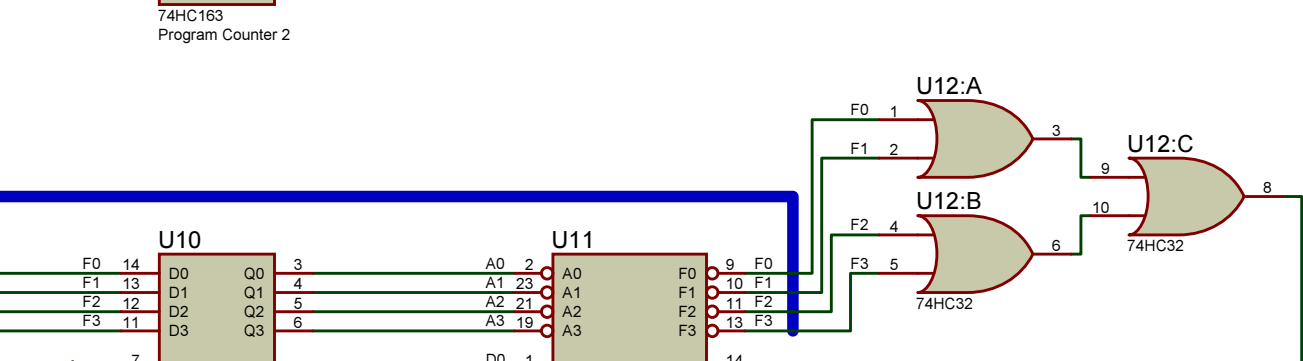 74HC163
Program Counter 2
U12:A
F0 1
3
F1 2
U12:C
9
8
10
74HC32
U12:B
F2 4
6
F3 5
74HC32
U10
F0 14 D0 Q0 3
F1 13 D1 Q1 4
F2 12 D2 Q2 5
F3 11 D3 Q3 6
U11
A0 2 A0 F0 9 F0
A1 23 A1 F1 10 F1
A2 21 A2 F2 11 F2
A3 19 A3 F3 13 F3
7
D0 1
14